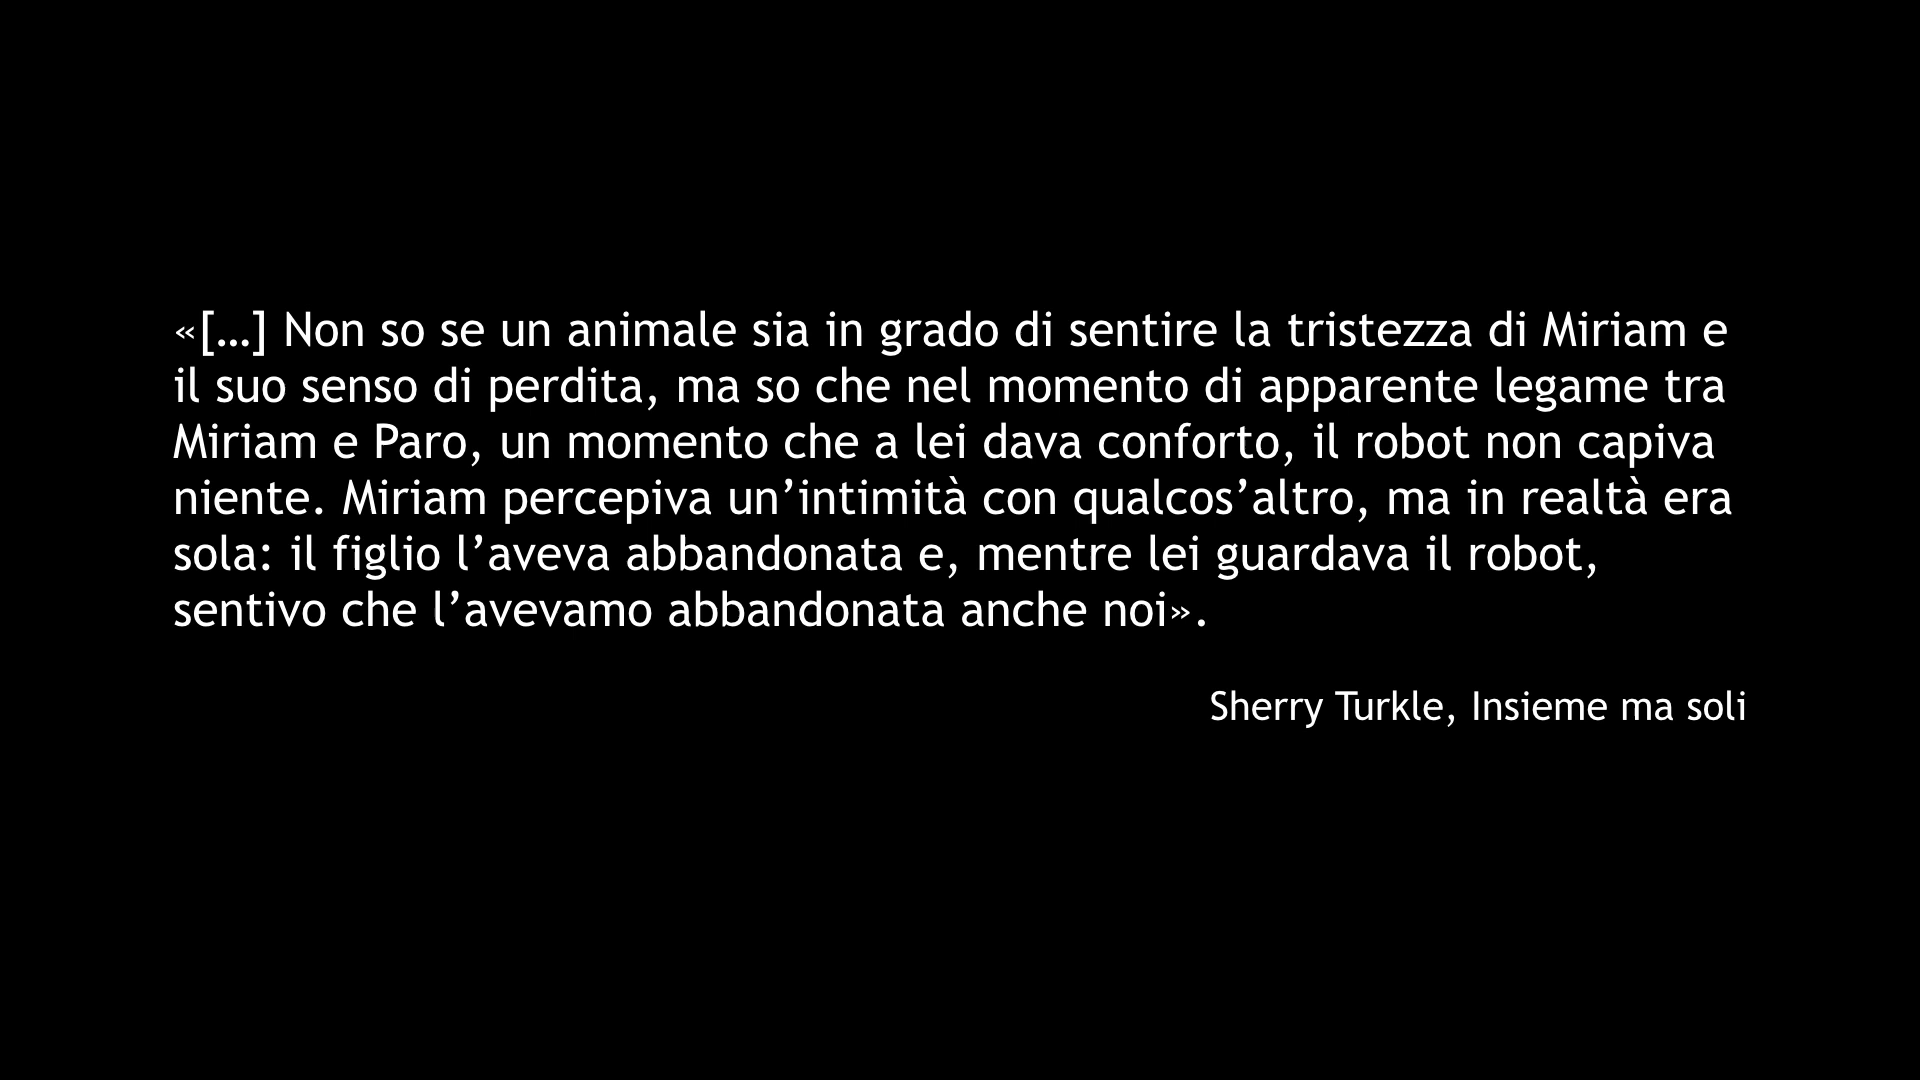 «[…] Non so se un animale sia in grado di sentire la tristezza di Miriam e
il suo senso di perdita, ma so che nel momento di apparente legame tra
Miriam e Paro, un momento che a lei dava conforto, il robot non capiva
niente. Miriam percepiva un’intimità con qualcos’altro, ma in realtà era
sola: il figlio l’aveva abbandonata e, mentre lei guardava il robot,
sentivo che l’avevamo abbandonata anche noi».
Sherry Turkle, Insieme ma soli